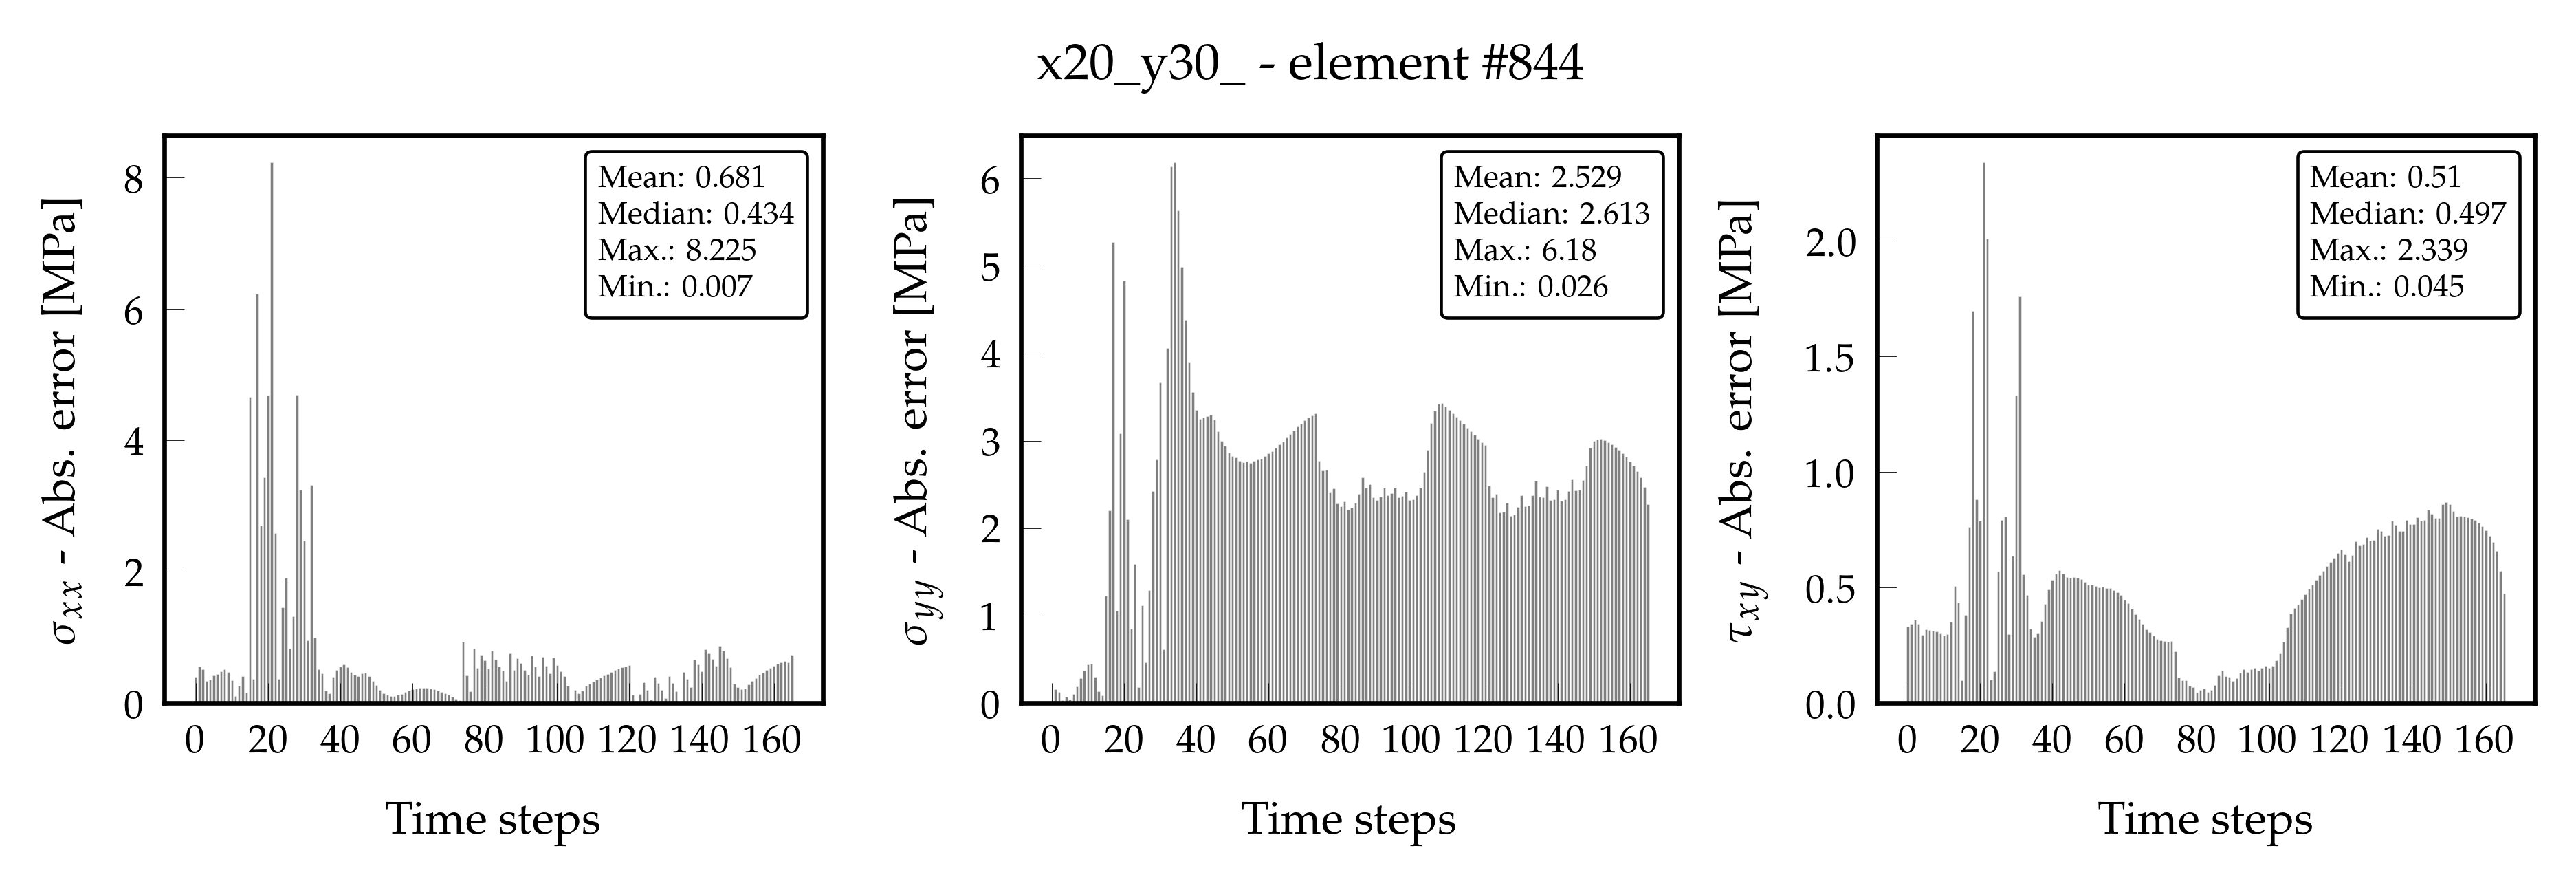 x20_y30_ - element #844
σxx - Abs. error [MPa]
8
6
4
2
0
Mean: 0.681
Median: 0.434
Max.: 8.225
Min.: 0.007
0 20 40 60 80 100 120 140 160
Time steps
σyy - Abs. error [MPa]
6
5
4
3
2
1
0
Mean: 2.529
Median: 2.613
Max.: 6.18
Min.: 0.026
0 20 40 60 80 100 120 140 160
Time steps
τxy - Abs. error [MPa]
2.0
1.5
1.0
0.5
0.0
Mean: 0.51
Median: 0.497
Max.: 2.339
Min.: 0.045
0 20 40 60 80 100 120 140 160
Time steps